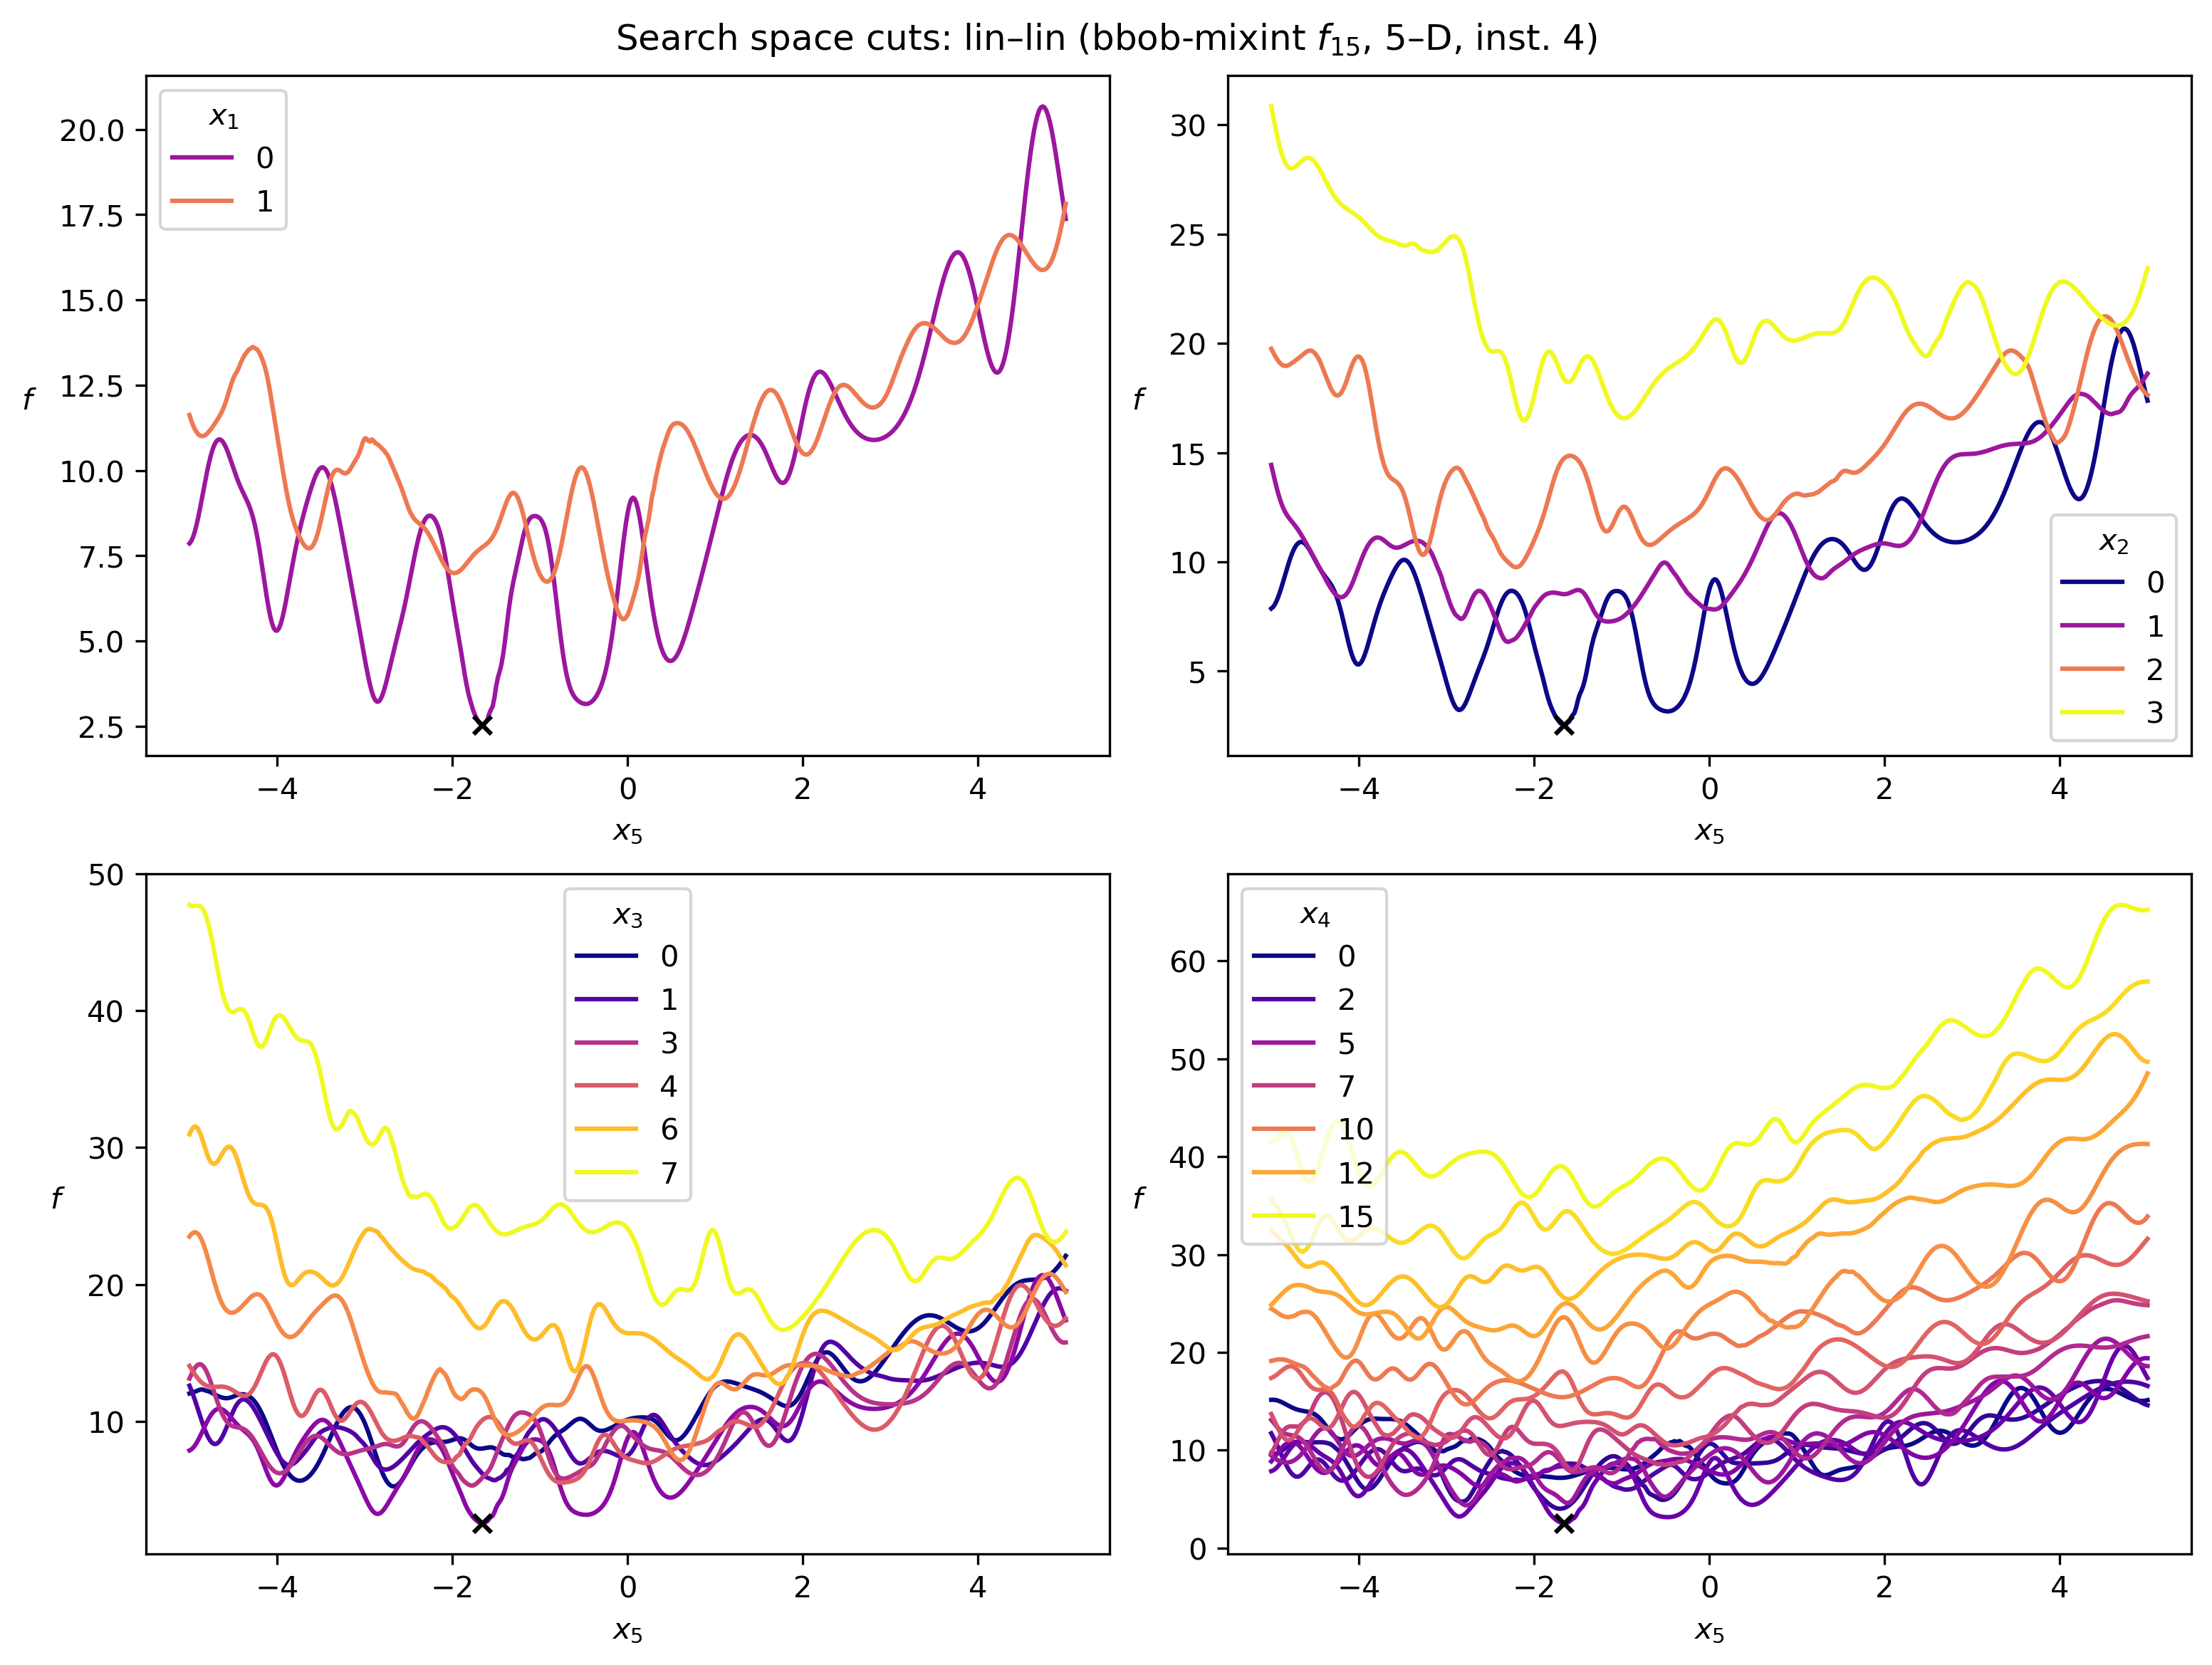 Search space cuts: lin–lin (bbob-mixint f₁₅, 5–D, inst. 4)
x₁
0
1
20.0
17.5
15.0
12.5
10.0
7.5
5.0
2.5
f
−4 −2 0 2 4
x₅
x₂
0
1
2
3
30
25
20
15
10
5
f
−4 −2 0 2 4
x₅
x₃
0
1
3
4
6
7
50
40
30
20
10
f
−4 −2 0 2 4
x₅
x₄
0
2
5
7
10
12
15
60
50
40
30
20
10
0
f
−4 −2 0 2 4
x₅